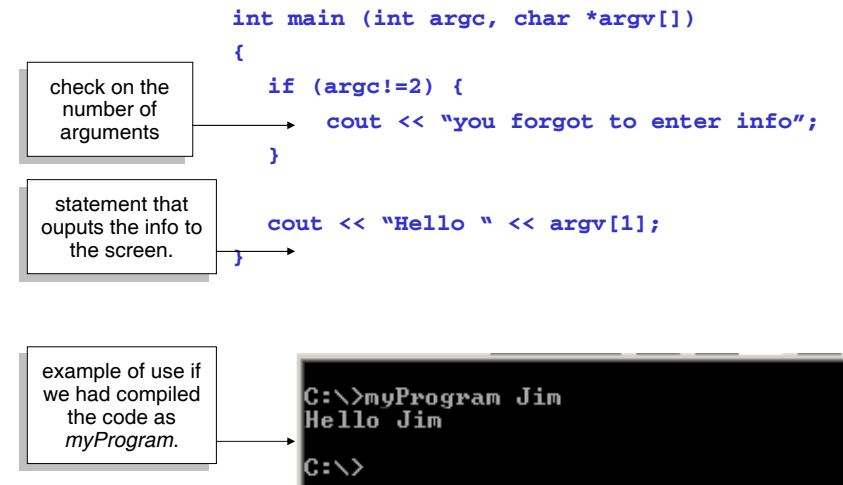 int main (int argc, char *argv[])
{
check on the
number of
arguments
if (argc!=2) {
cout << “you forgot to enter info”;
}
statement that
ouputs the info to
the screen.
cout << “Hello “ << argv[1];
}
example of use if
we had compiled
the code as
myProgram.
C:\>myProgram Jim
Hello Jim
C:\>